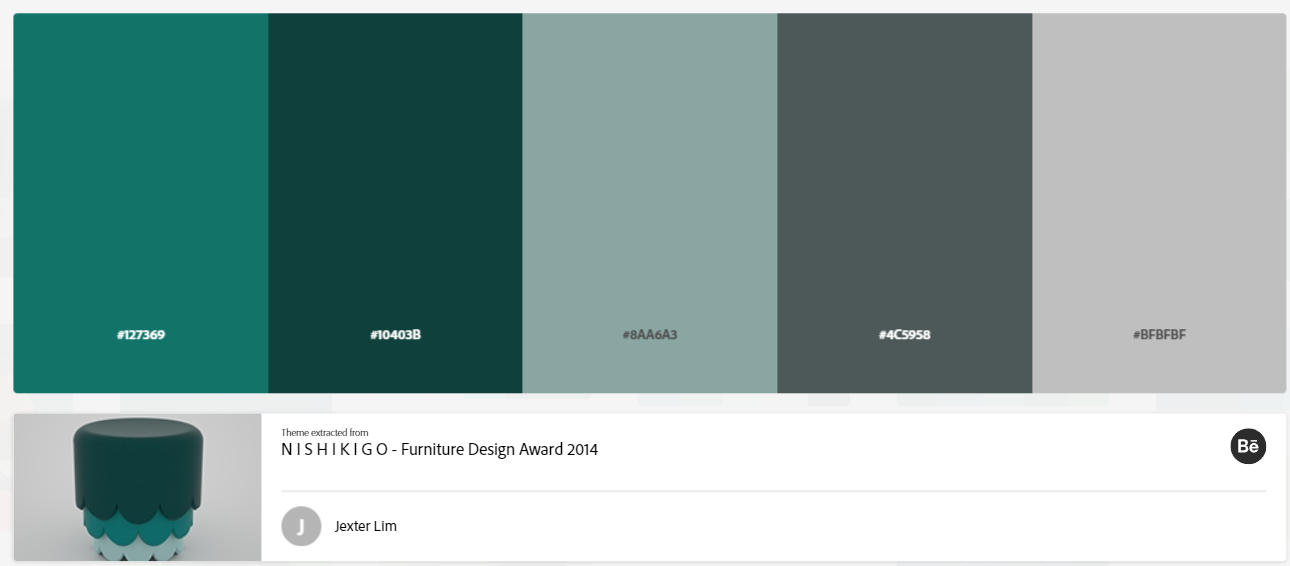 #127369
#10403B
#8AA6A3
#4C5958
#BFBFBF
Theme extracted from
N I S H I K I G O - Furniture Design Award 2014
Bē
J
Jexter Lim